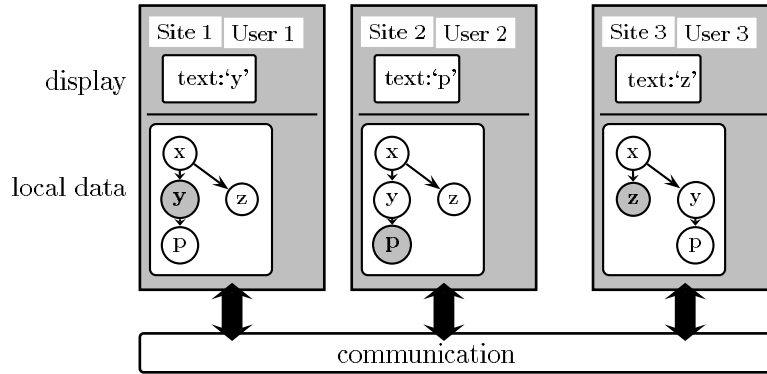 Site 1 User 1 Site 2 User 2 Site 3 User 3
display text:‘y’ text:‘p’ text:‘z’
x x x
local data y z y z z y
p p p
communication